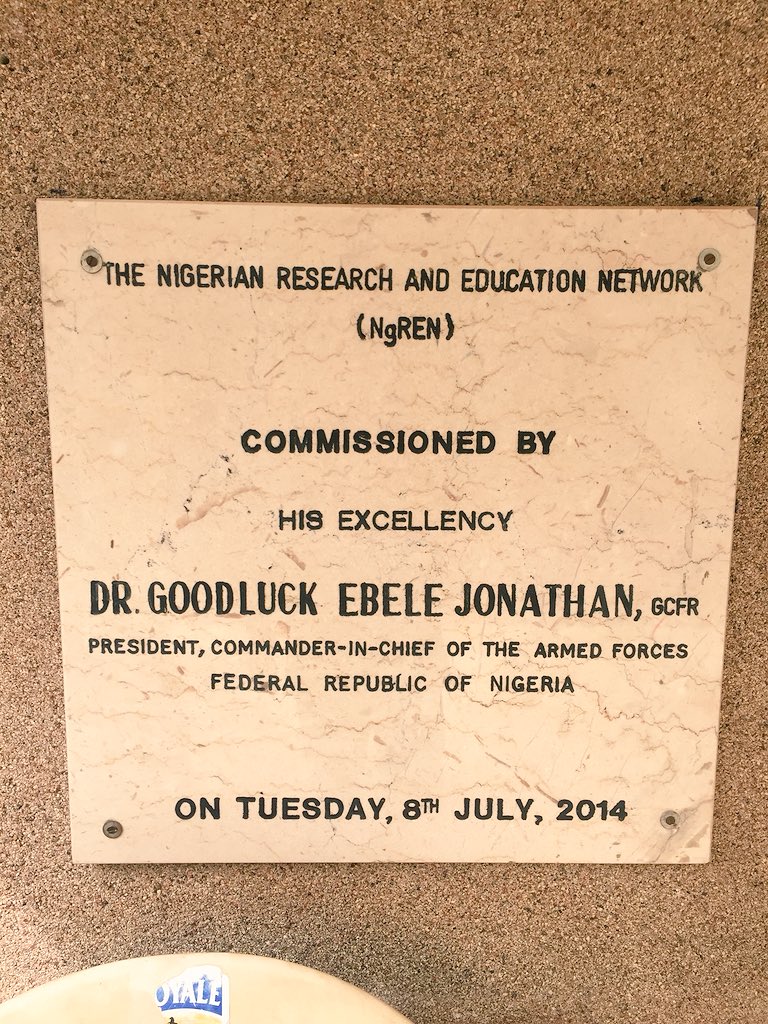 THE NIGERIAN RESEARCH AND EDUCATION NETWORK
(NgREN)
COMMISSIONED BY
HIS EXCELLENCY
DR. GOODLUCK EBELE JONATHAN, GCFR
PRESIDENT, COMMANDER-IN-CHIEF OF THE ARMED FORCES
FEDERAL REPUBLIC OF NIGERIA
ON TUESDAY, 8TH JULY, 2014
OYALE